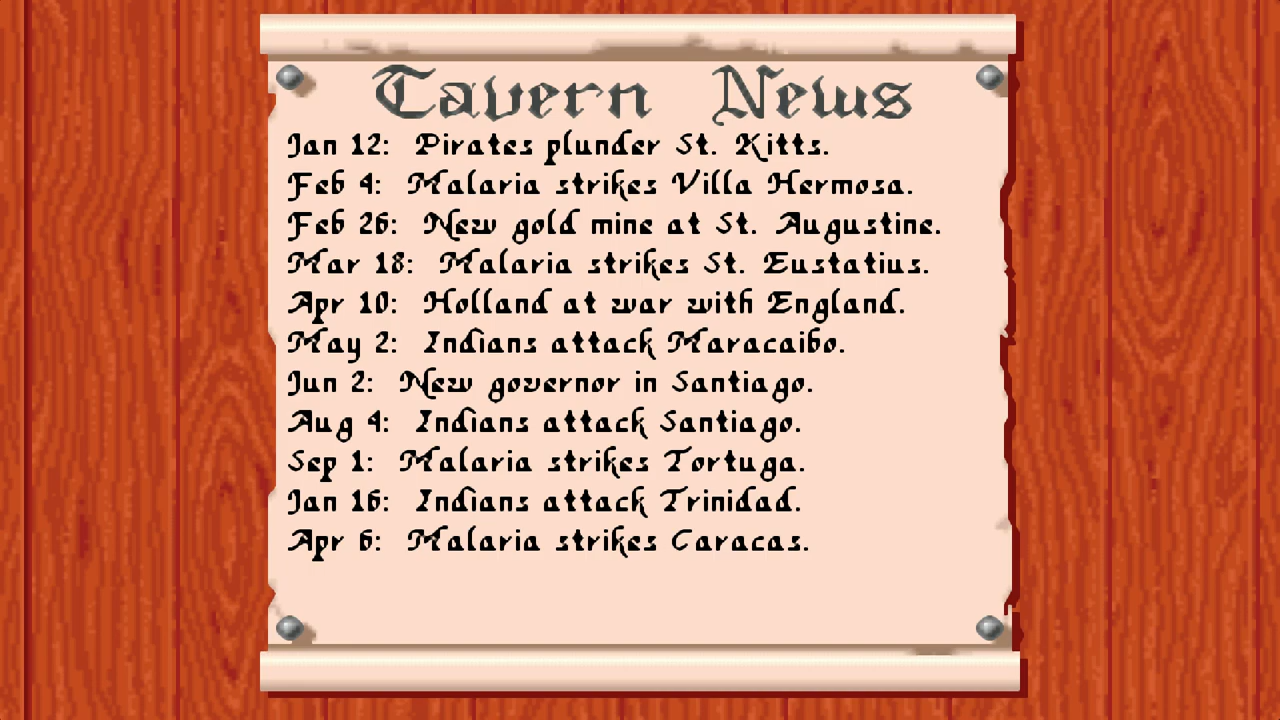 Tavern News
Jan 12: Pirates plunder St. Kitts.
Feb 4: Malaria strikes Villa Hermosa.
Feb 26: New gold mine at St. Augustine.
Mar 18: Malaria strikes St. Eustatius.
Apr 10: Holland at war with England.
May 2: Indians attack Maracaibo.
Jun 2: New governor in Santiago.
Aug 4: Indians attack Santiago.
Sep 1: Malaria strikes Tortuga.
Jan 16: Indians attack Trinidad.
Apr 6: Malaria strikes Caracas.